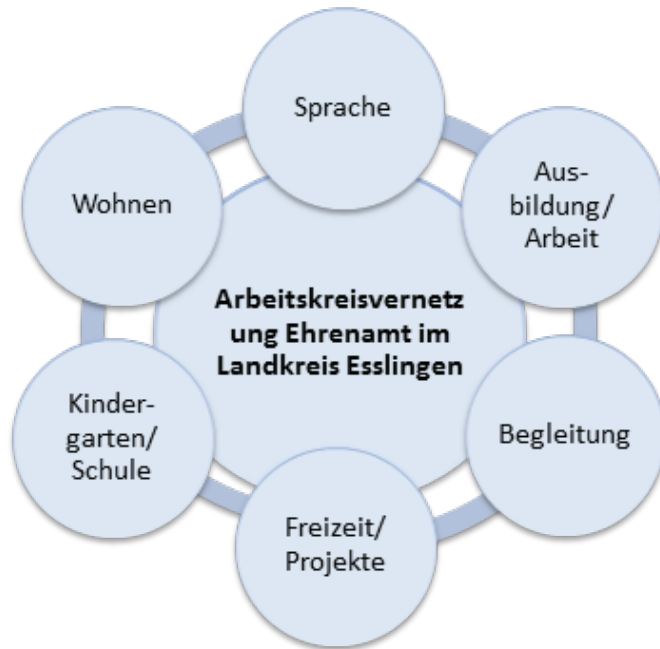 Sprache
Aus-
bildung/
Arbeit
Begleitung
Freizeit/
Projekte
Kinder-
garten/
Schule
Wohnen
Arbeitskreisvernetz
ung Ehrenamt im
Landkreis Esslingen